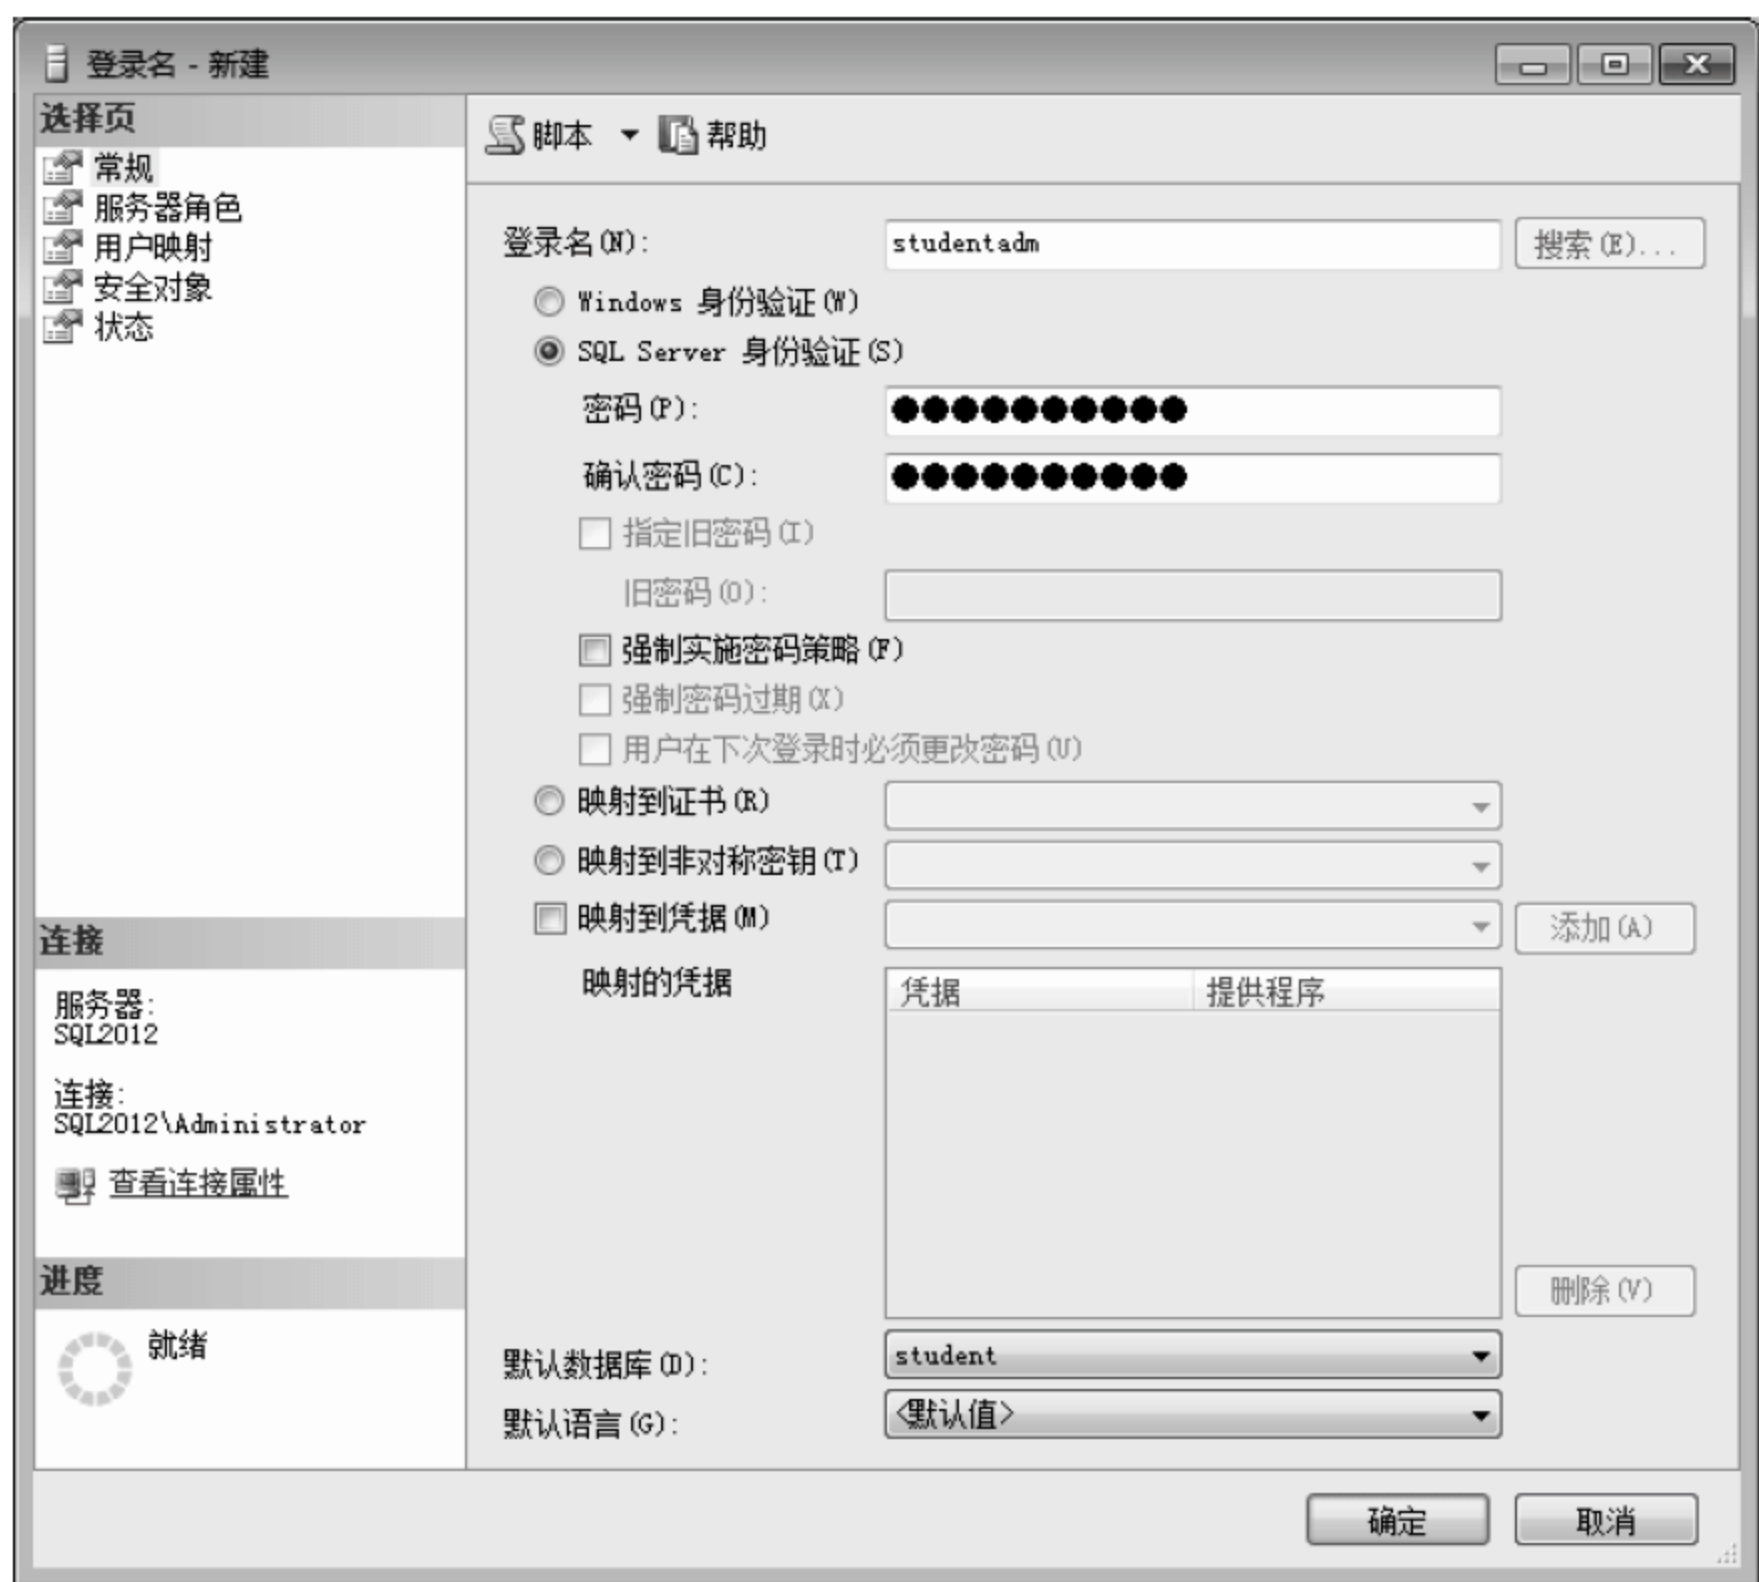 登录名 - 新建
选择页
常规
服务器角色
用户映射
安全对象
状态
连接
服务器:
SQL2012
连接:
SQL2012\Administrator
查看连接属性
进度
就绪
脚本 帮助
登录名(N): studentadm 搜索(E)...
Windows 身份验证(W)
SQL Server 身份验证(S)
密码(P): ●●●●●●●●●●
确认密码(C): ●●●●●●●●●●
指定旧密码(I)
旧密码(O):
强制实施密码策略(F)
强制密码过期(X)
用户在下次登录时必须更改密码(U)
映射到证书(R)
映射到非对称密钥(T)
映射到凭据(M) 添加(A)
映射的凭据 凭据 提供程序
删除(V)
默认数据库(D): student
默认语言(G): <默认值>
确定 取消